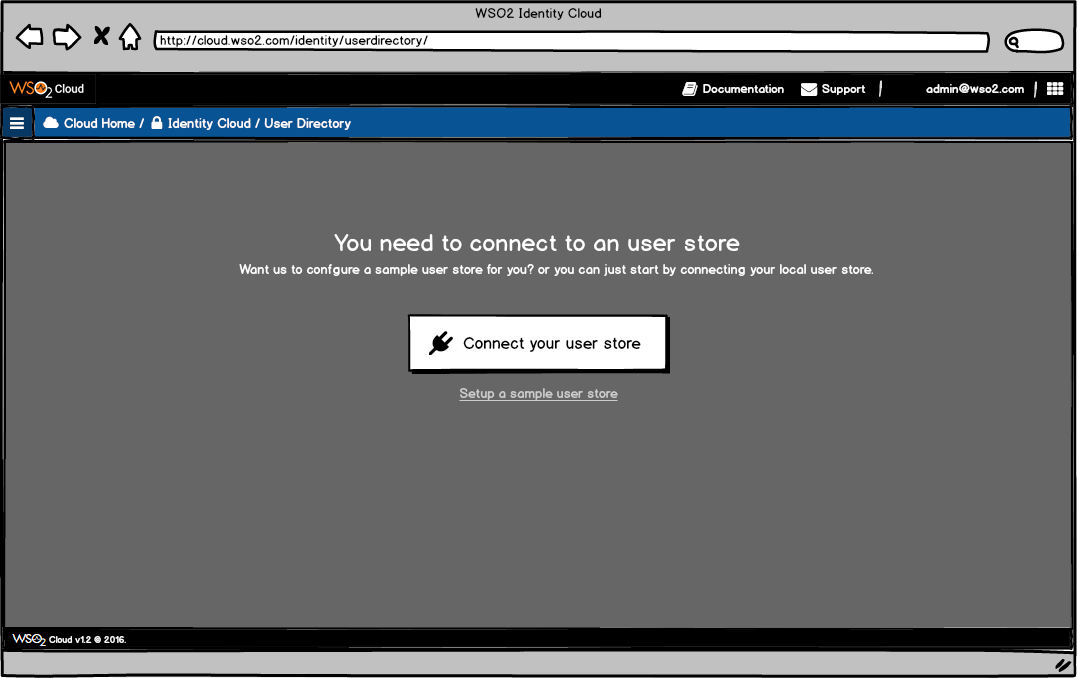 WSO2 Identity Cloud
http://cloud.wso2.com/identity/userdirectory/
WSO2 Cloud Documentation Support admin@wso2.com
Cloud Home / Identity Cloud / User Directory
You need to connect to an user store
Want us to confgure a sample user store for you? or you can just start by connecting your local user store.
Connect your user store
Setup a sample user store
WSO2 Cloud v1.2 © 2016.